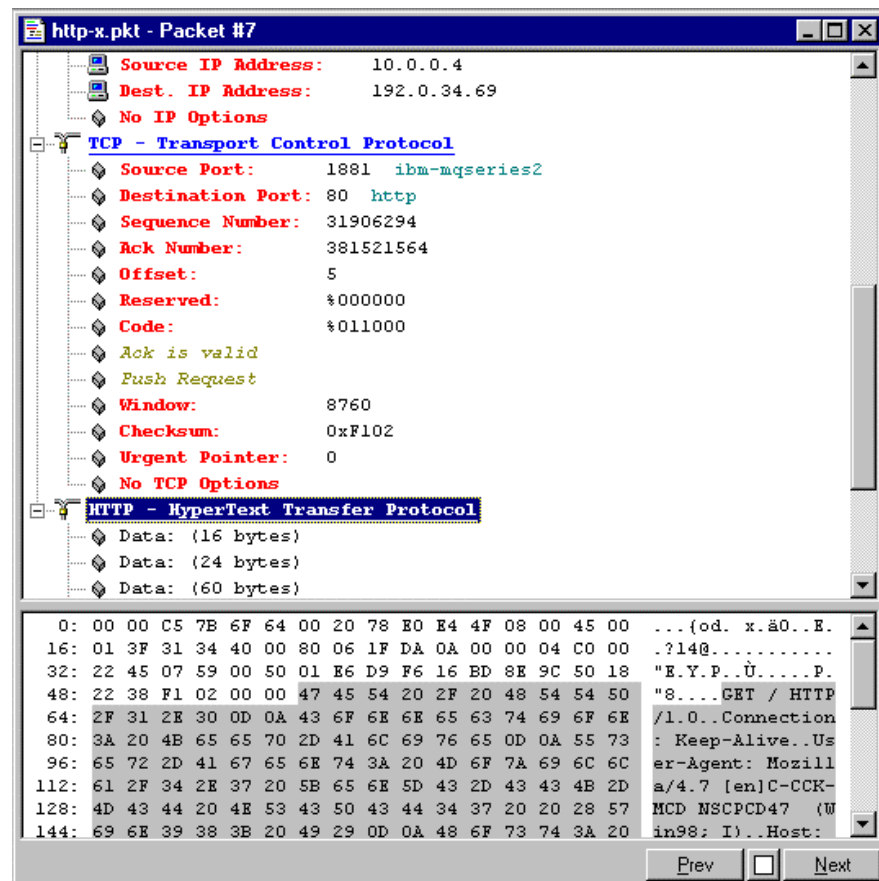 http-x.pkt - Packet #7
Source IP Address: 10.0.0.4
Dest. IP Address: 192.0.34.69
No IP Options
TCP - Transport Control Protocol
Source Port: 1881 ibm-mqseries2
Destination Port: 80 http
Sequence Number: 31906294
Ack Number: 381521564
Offset: 5
Reserved: %000000
Code: %011000
Ack is valid
Push Request
Window: 8760
Checksum: 0xF102
Urgent Pointer: 0
No TCP Options
HTTP - HyperText Transfer Protocol
Data: (16 bytes)
Data: (24 bytes)
Data: (60 bytes)
0: 00 00 C5 7B 6F 64 00 20 78 E0 E4 4F 08 00 45 00 ...{od. x.äO..E.
16: 01 3F 31 34 40 00 80 06 1F DA 0A 00 00 04 C0 00 .?14@...........
32: 22 45 07 59 00 50 01 E6 D9 F6 16 BD 8E 9C 50 18 "E.Y.P..Ù.....P.
48: 22 38 F1 02 00 00 47 45 54 20 2F 20 48 54 54 50 "8....GET / HTTP
64: 2F 31 2E 30 0D 0A 43 6F 6E 6E 65 63 74 69 6F 6E /1.0..Connection
80: 3A 20 4B 65 65 70 2D 41 6C 69 76 65 0D 0A 55 73 : Keep-Alive..Us
96: 65 72 2D 41 67 65 6E 74 3A 20 4D 6F 7A 69 6C 6C er-Agent: Mozill
112: 61 2F 34 2E 37 20 5B 65 6E 5D 43 2D 43 43 4B 2D a/4.7 [en]C-CCK-
128: 4D 43 44 20 4E 53 43 50 43 44 34 37 20 20 28 57 MCD NSCPCD47  (W
144: 69 6E 39 38 3B 20 49 29 0D 0A 48 6F 73 74 3A 20 in98; I)..Host:
Prev Next